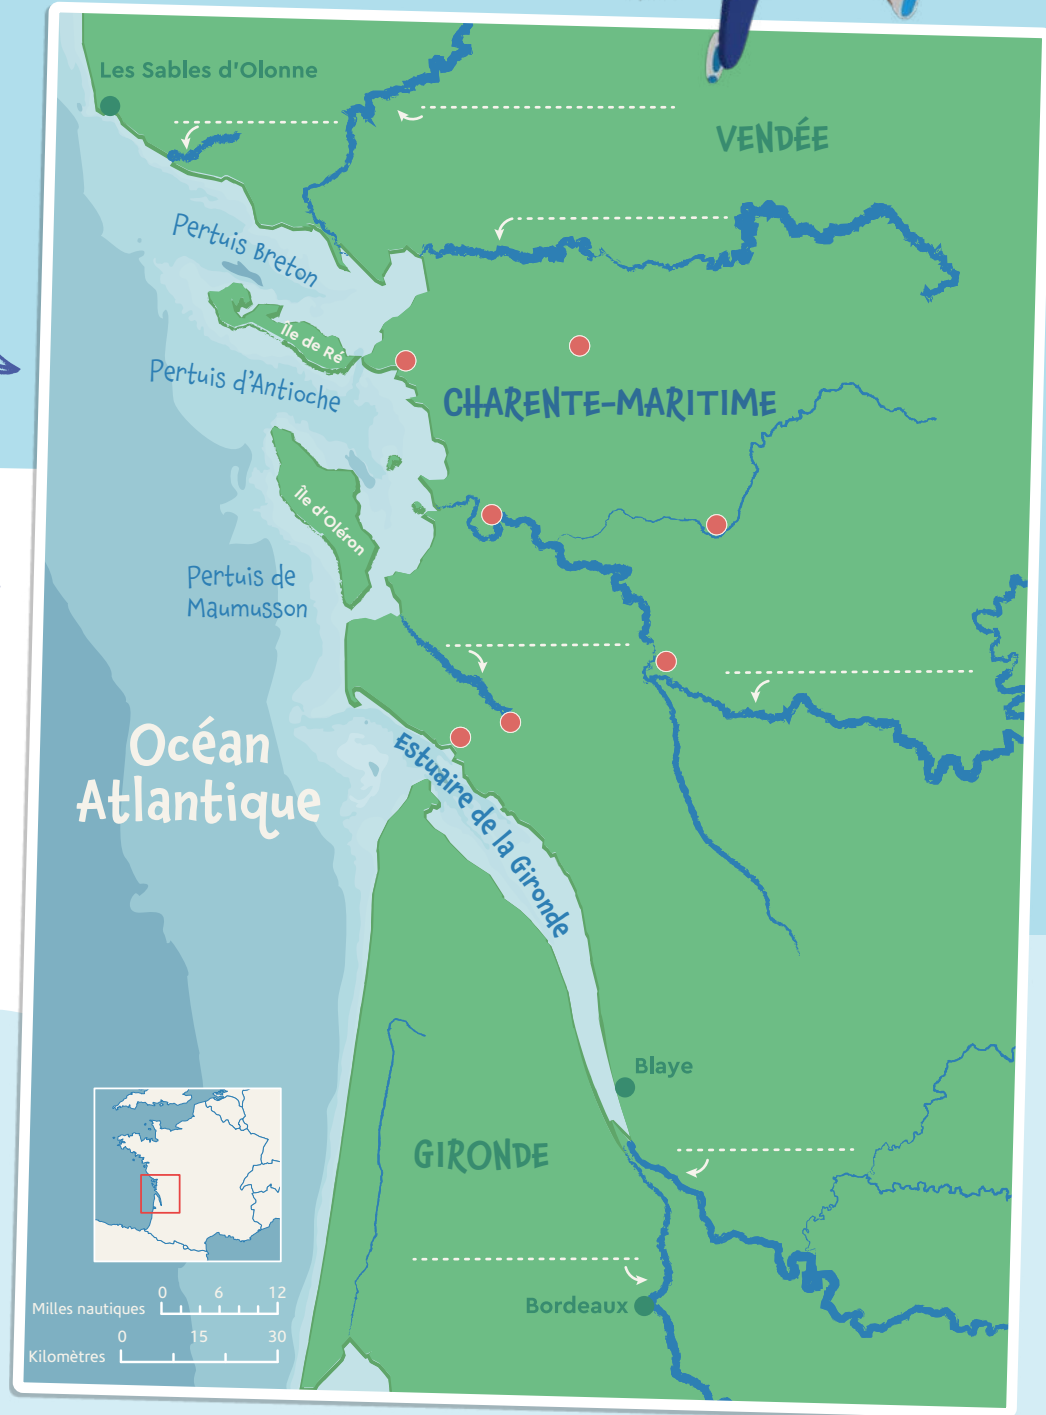 Les Sables d'Olonne
VENDÉE
Pertuis Breton
Île de Ré
Pertuis d'Antioche
CHARENTE-MARITIME
Île d'Oléron
Pertuis de
Maumusson
Océan
Atlantique
Estuaire de la Gironde
Blaye
GIRONDE
Bordeaux
0 6 12
Milles nautiques
0 15 30
Kilomètres